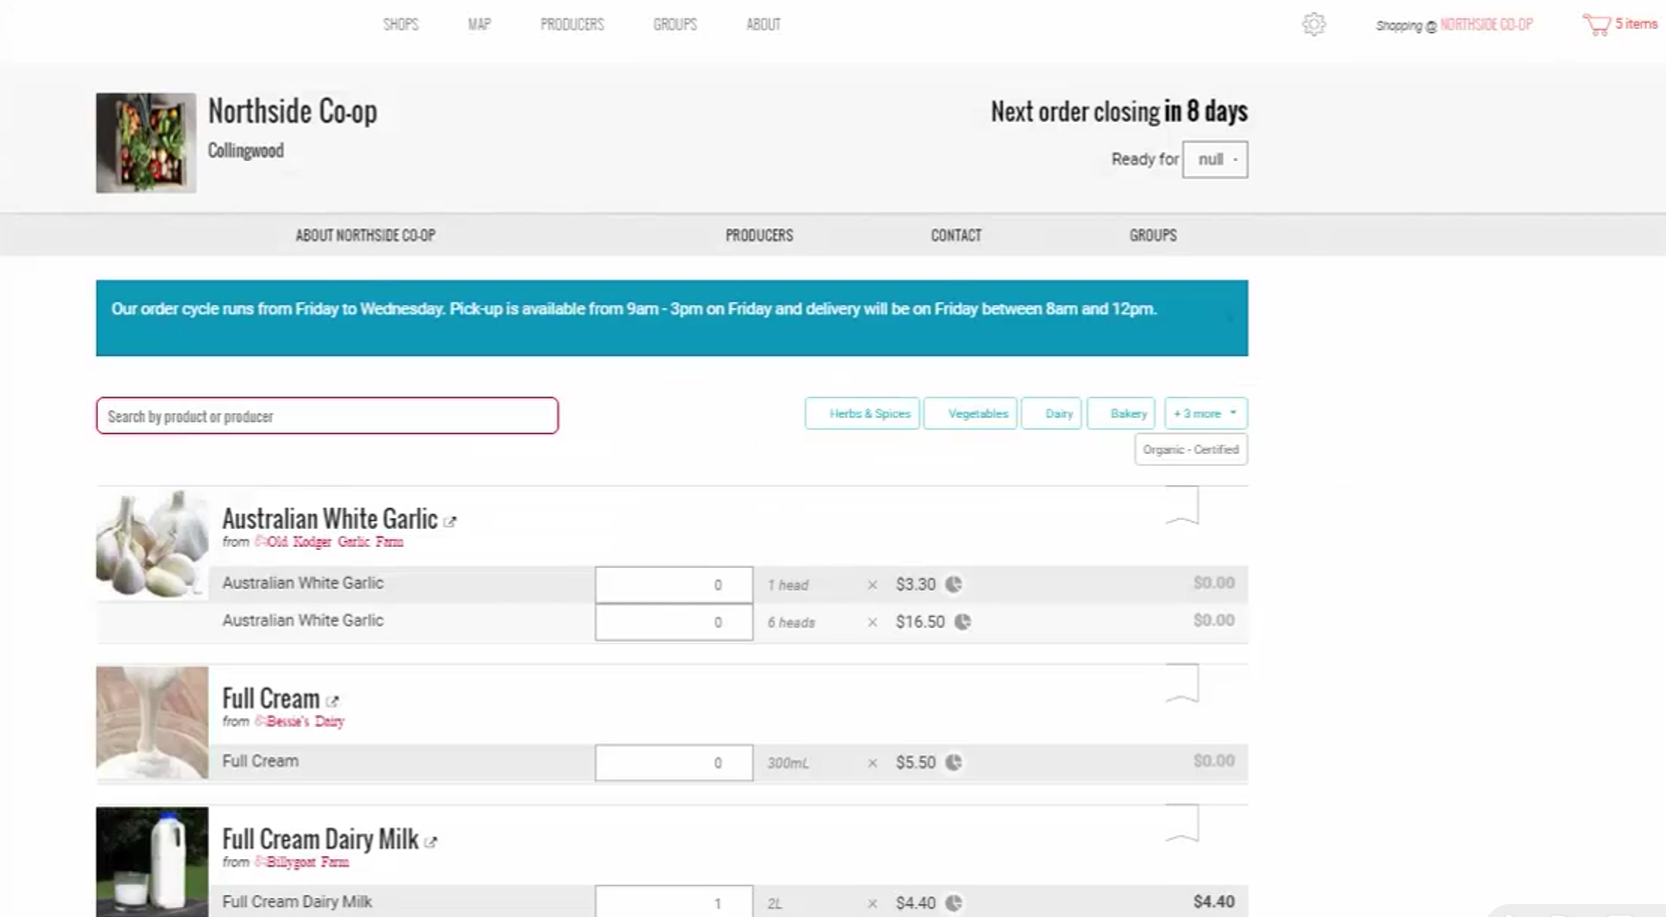 SHOPS MAP PRODUCERS GROUPS ABOUT Shopping @ NORTHSIDE CO-OP 5 items
Northside Co-op
Collingwood
Next order closing in 8 days
Ready for null
ABOUT NORTHSIDE CO-OP PRODUCERS CONTACT GROUPS
Our order cycle runs from Friday to Wednesday. Pick-up is available from 9am - 3pm on Friday and delivery will be on Friday between 8am and 12pm.
Search by product or producer
Herbs & Spices Vegetables Dairy Bakery + 3 more
Organic - Certified
Australian White Garlic
from Old Kodger Garlic Farm
Australian White Garlic 0 1 head × $3.30 $0.00
Australian White Garlic 0 6 heads × $16.50 $0.00
Full Cream
from Bessie's Dairy
Full Cream 0 300mL × $5.50 $0.00
Full Cream Dairy Milk
from Billygoat Farm
Full Cream Dairy Milk 1 2L × $4.40 $4.40